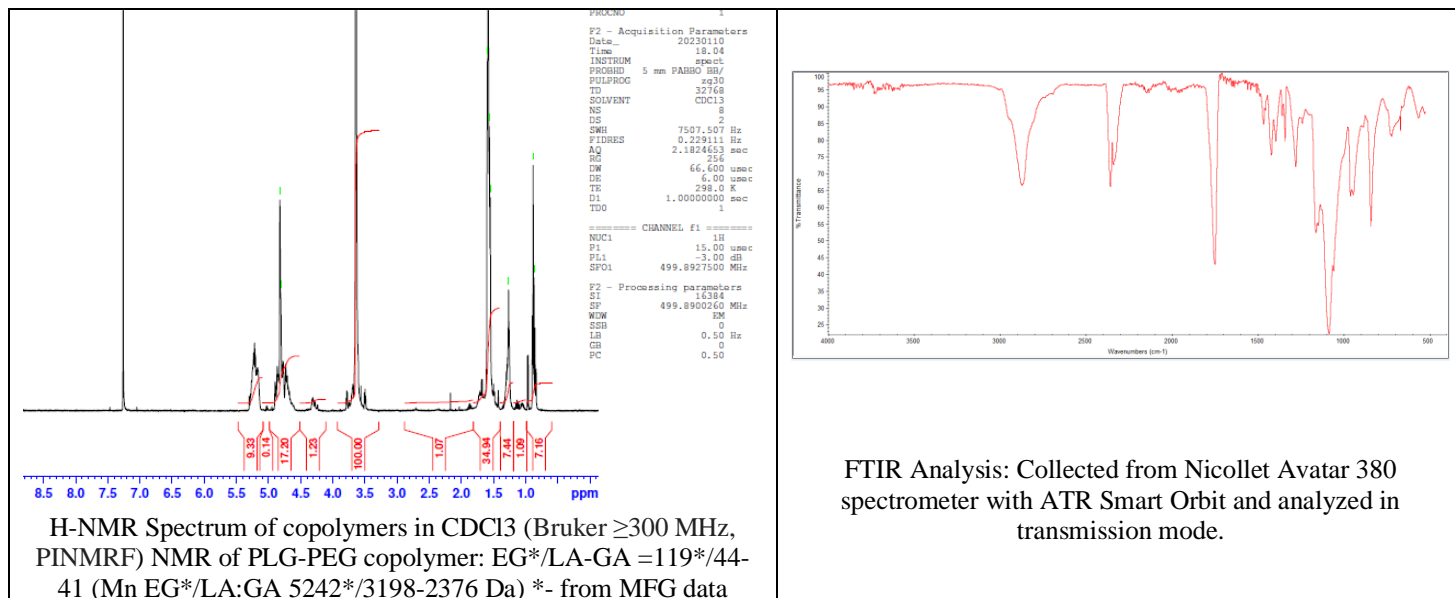 PROCNO 1
F2 - Acquisition Parameters
Date_ 20230110
Time 18.04
INSTRUM spect
PROBHD 5 mm PABBO BB/
PULPROG zg30
TD 32768
SOLVENT CDCl3
NS 8
DS 2
SWH 7507.507 Hz
FIDRES 0.229111 Hz
AQ 2.1824653 sec
RG 256
DW 66.600 usec
DE 6.00 usec
TE 298.0 K
D1 1.00000000 sec
TD0 1
======== CHANNEL f1 ========
NUC1 1H
P1 15.00 usec
PL1 -3.00 dB
SFO1 499.8927500 MHz
F2 - Processing parameters
SI 16384
SF 499.8900260 MHz
WDW EM
SSB 0
LB 0.50 Hz
GB 0
PC 0.50
9.33 0.14 17.20 1.23 100.00 1.07 34.94 7.44 1.09 7.16
8.5 8.0 7.5 7.0 6.5 6.0 5.5 5.0 4.5 4.0 3.5 3.0 2.5 2.0 1.5 1.0 ppm
H-NMR Spectrum of copolymers in CDCl3 (Bruker ≥300 MHz,
PINMRF) NMR of PLG-PEG copolymer: EG*/LA-GA =119*/44-
41 (Mn EG*/LA:GA 5242*/3198-2376 Da) *- from MFG data
100
95
90
85
80
75
70
65
60
55
50
45
40
35
30
25
%Transmittance
4000 3500 3000 2500 2000 1500 1000 500
Wavenumbers (cm-1)
FTIR Analysis: Collected from Nicollet Avatar 380
spectrometer with ATR Smart Orbit and analyzed in
transmission mode.